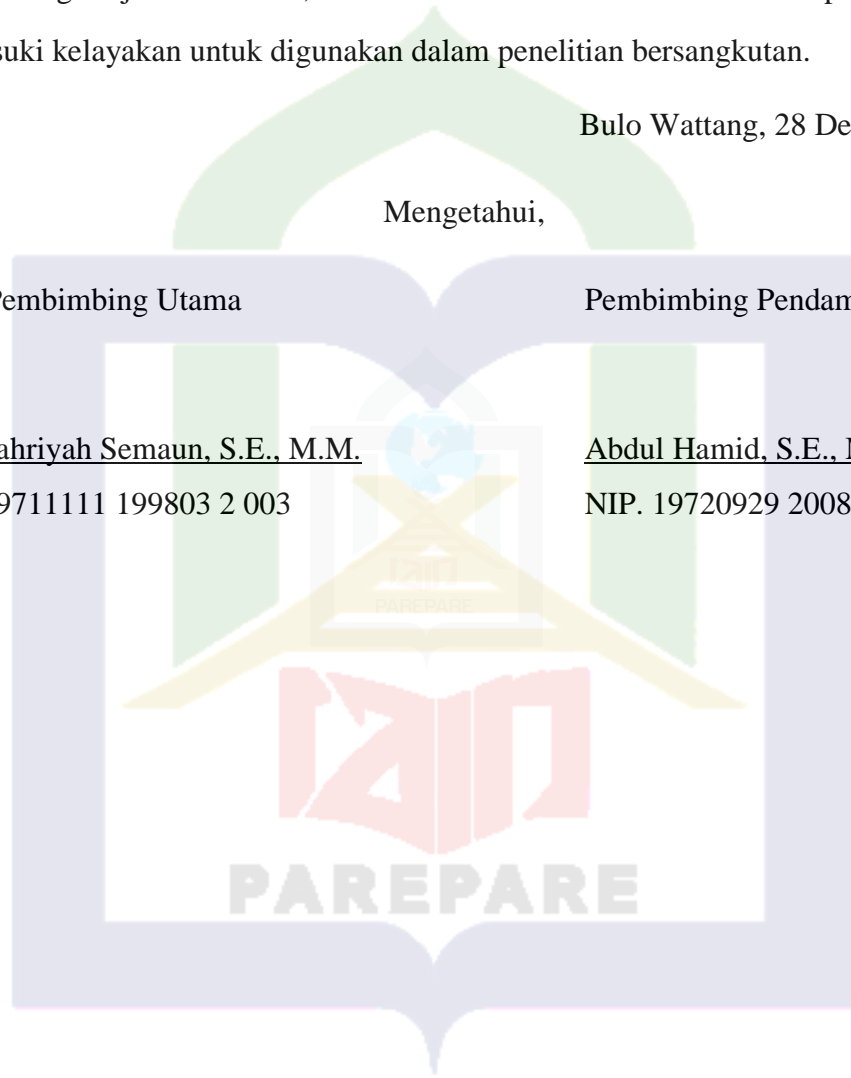 suki kelayakan untuk digunakan dalam penelitian bersangkutan.
Bulo Wattang, 28 De
Mengetahui,
Pembimbing Utama
Pembimbing Pendam
ahriyah Semaun, S.E., M.M.
Abdul Hamid, S.E., M
9711111 199803 2 003
NIP. 19720929 2008
PAREPARE
iain
PAREPARE